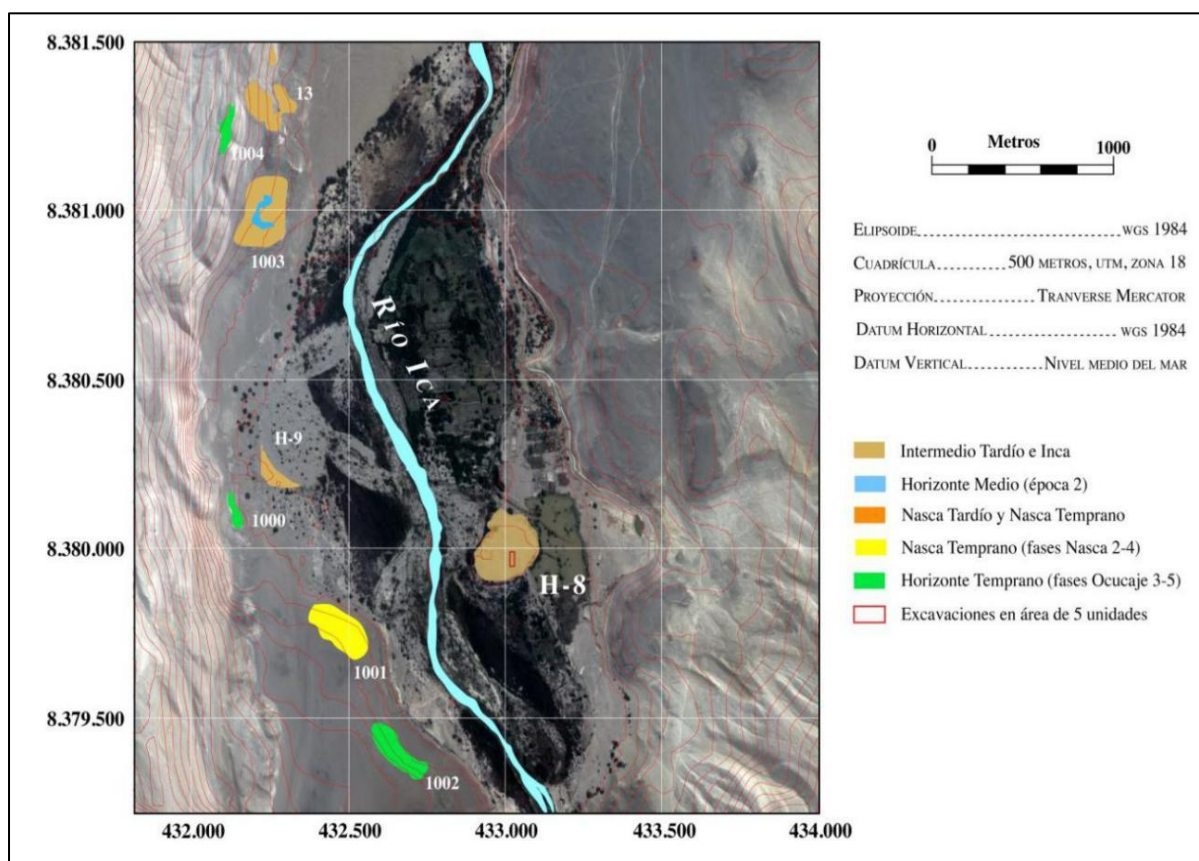 8.381.500
8.381.000
8.380.500
8.380.000
8.379.500
432.000
432.500
433.000
433.500
434.000
13
1004
1003
RÍO ICA
H-9
1000
H-8
1001
1002
Metros
0 1000
ELIPSOIDE WGS 1984
CUADRÍCULA 500 METROS, UTM, ZONA 18
PROYECCIÓN TRANVERSE MERCATOR
DATUM HORIZONTAL WGS 1984
DATUM VERTICAL NIVEL MEDIO DEL MAR
Intermedio Tardío e Inca
Horizonte Medio (época 2)
Nasca Tardío y Nasca Temprano
Nasca Temprano (fases Nasca 2-4)
Horizonte Temprano (fases Ocucaje 3-5)
Excavaciones en área de 5 unidades